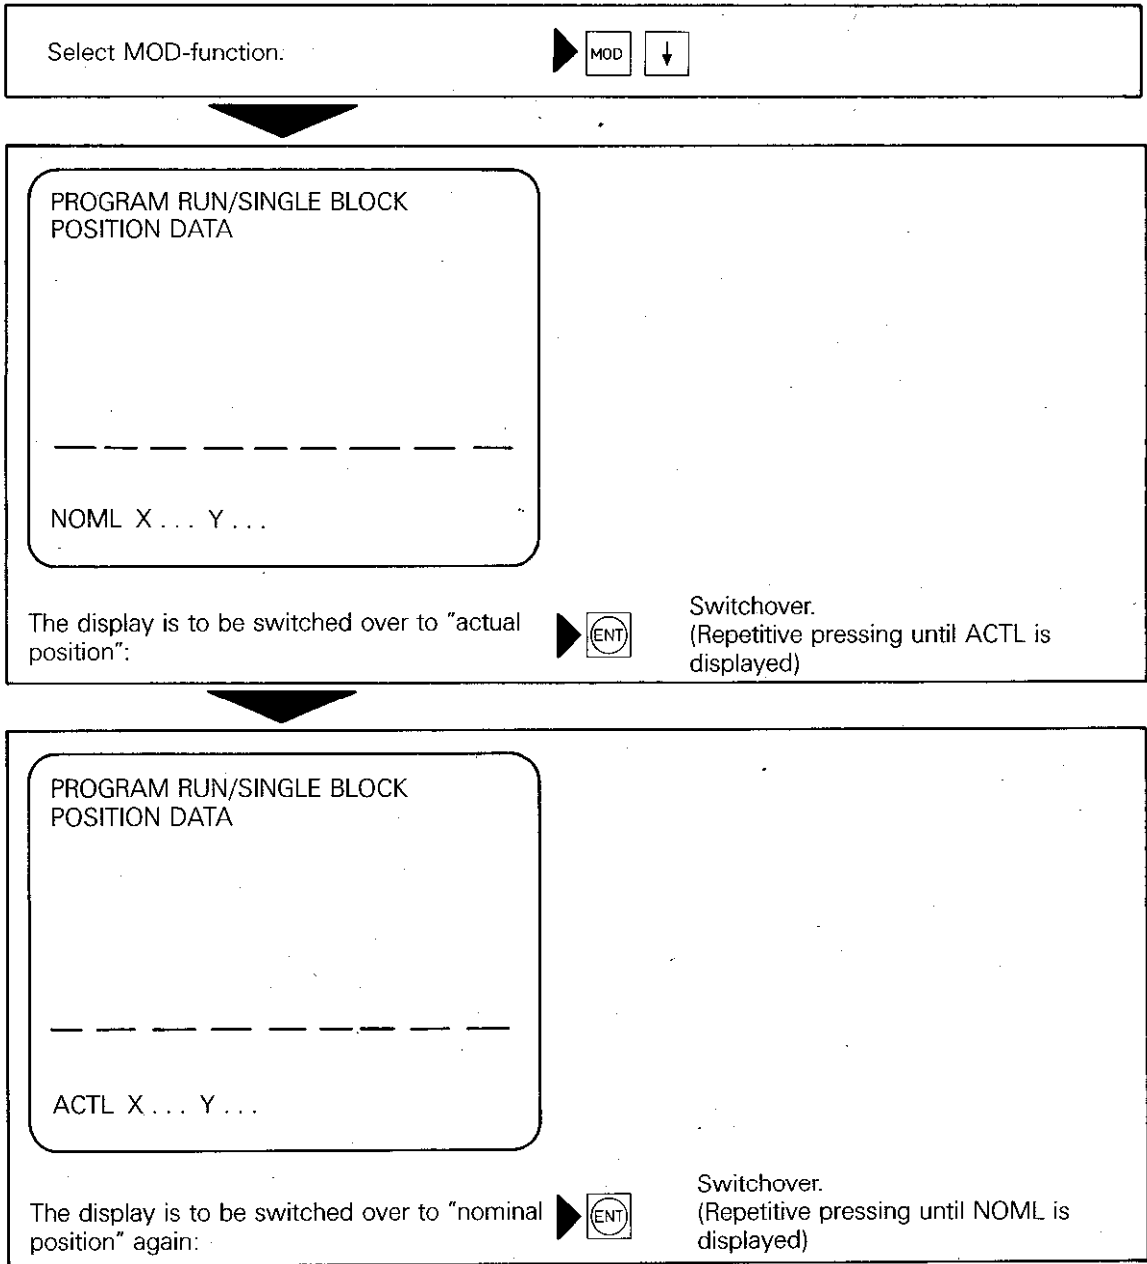 Select MOD-function. MOD ↓
PROGRAM RUN/SINGLE BLOCK
POSITION DATA
NOML X ... Y ...
The display is to be switched over to "actual
position":
ENT
Switchover.
(Repetitive pressing until ACTL is
displayed)
PROGRAM RUN/SINGLE BLOCK
POSITION DATA
ACTL X ... Y ...
The display is to be switched over to "nominal
position" again:
ENT
Switchover.
(Repetitive pressing until NOML is
displayed)